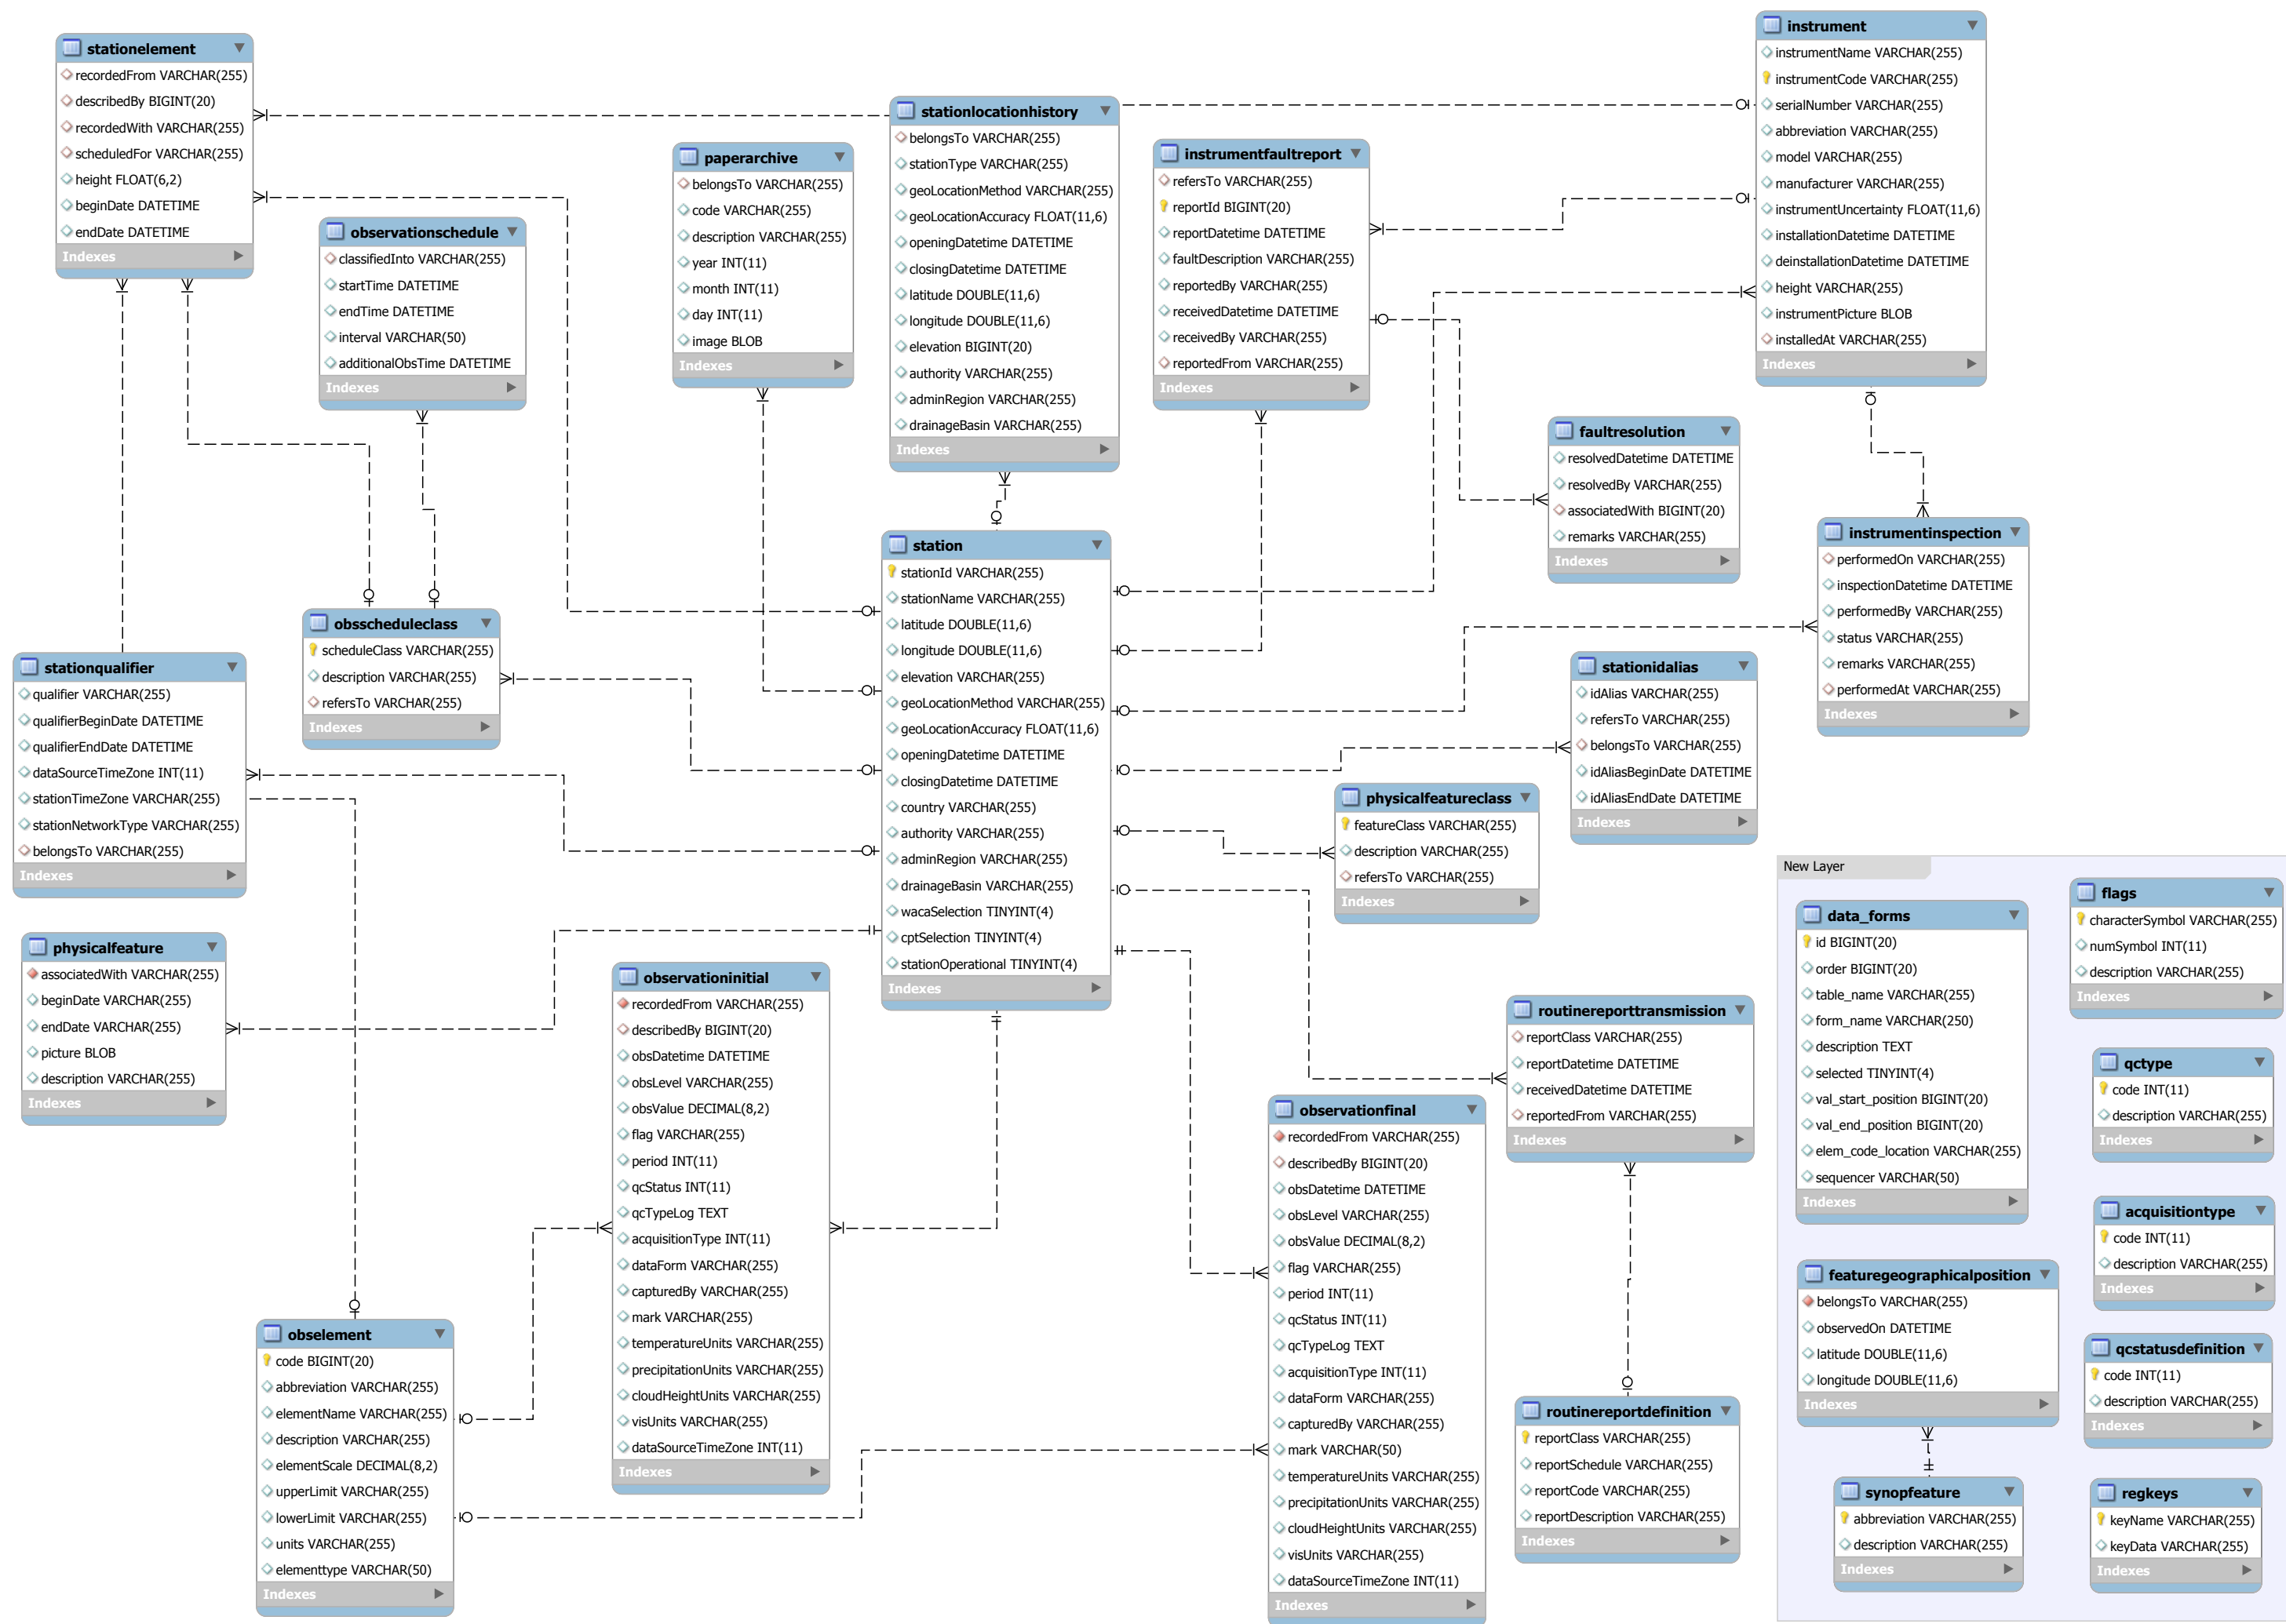 stationelement
recordedFrom VARCHAR(255)
describedBy BIGINT(20)
recordedWith VARCHAR(255)
scheduledFor VARCHAR(255)
height FLOAT(6,2)
beginDate DATETIME
endDate DATETIME
Indexes
observationschedule
classifiedInto VARCHAR(255)
startTime DATETIME
endTime DATETIME
interval VARCHAR(50)
additionalObsTime DATETIME
Indexes
paperarchive
belongsTo VARCHAR(255)
code VARCHAR(255)
description VARCHAR(255)
year INT(11)
month INT(11)
day INT(11)
image BLOB
Indexes
stationlocationhistory
belongsTo VARCHAR(255)
stationType VARCHAR(255)
geoLocationMethod VARCHAR(255)
geoLocationAccuracy FLOAT(11,6)
openingDatetime DATETIME
closingDatetime DATETIME
latitude DOUBLE(11,6)
longitude DOUBLE(11,6)
elevation BIGINT(20)
authority VARCHAR(255)
adminRegion VARCHAR(255)
drainageBasin VARCHAR(255)
Indexes
instrumentfaultreport
refersTo VARCHAR(255)
reportId BIGINT(20)
reportDatetime DATETIME
faultDescription VARCHAR(255)
reportedBy VARCHAR(255)
receivedDatetime DATETIME
receivedBy VARCHAR(255)
reportedFrom VARCHAR(255)
Indexes
instrument
instrumentName VARCHAR(255)
instrumentCode VARCHAR(255)
serialNumber VARCHAR(255)
abbreviation VARCHAR(255)
model VARCHAR(255)
manufacturer VARCHAR(255)
instrumentUncertainty FLOAT(11,6)
installationDatetime DATETIME
deinstallationDatetime DATETIME
height VARCHAR(255)
instrumentPicture BLOB
installedAt VARCHAR(255)
Indexes
faultresolution
resolvedDatetime DATETIME
resolvedBy VARCHAR(255)
associatedWith BIGINT(20)
remarks VARCHAR(255)
Indexes
instrumentinspection
performedOn VARCHAR(255)
inspectionDatetime DATETIME
performedBy VARCHAR(255)
status VARCHAR(255)
remarks VARCHAR(255)
performedAt VARCHAR(255)
Indexes
station
stationId VARCHAR(255)
stationName VARCHAR(255)
latitude DOUBLE(11,6)
longitude DOUBLE(11,6)
elevation VARCHAR(255)
geoLocationMethod VARCHAR(255)
geoLocationAccuracy FLOAT(11,6)
openingDatetime DATETIME
closingDatetime DATETIME
country VARCHAR(255)
authority VARCHAR(255)
adminRegion VARCHAR(255)
drainageBasin VARCHAR(255)
wacaSelection TINYINT(4)
cptSelection TINYINT(4)
stationOperational TINYINT(4)
Indexes
obsscheduleclass
scheduleClass VARCHAR(255)
description VARCHAR(255)
refersTo VARCHAR(255)
Indexes
stationqualifier
qualifier VARCHAR(255)
qualifierBeginDate DATETIME
qualifierEndDate DATETIME
dataSourceTimeZone INT(11)
stationTimeZone VARCHAR(255)
stationNetworkType VARCHAR(255)
belongsTo VARCHAR(255)
Indexes
stationidalias
idAlias VARCHAR(255)
refersTo VARCHAR(255)
belongsTo VARCHAR(255)
idAliasBeginDate DATETIME
idAliasEndDate DATETIME
Indexes
physicalfeatureclass
featureClass VARCHAR(255)
description VARCHAR(255)
refersTo VARCHAR(255)
Indexes
physicalfeature
associatedWith VARCHAR(255)
beginDate VARCHAR(255)
endDate VARCHAR(255)
picture BLOB
description VARCHAR(255)
Indexes
observationinitial
recordedFrom VARCHAR(255)
describedBy BIGINT(20)
obsDatetime DATETIME
obsLevel VARCHAR(255)
obsValue DECIMAL(8,2)
flag VARCHAR(255)
period INT(11)
qcStatus INT(11)
qcTypeLog TEXT
acquisitionType INT(11)
dataForm VARCHAR(255)
capturedBy VARCHAR(255)
mark VARCHAR(255)
temperatureUnits VARCHAR(255)
precipitationUnits VARCHAR(255)
cloudHeightUnits VARCHAR(255)
visUnits VARCHAR(255)
dataSourceTimeZone INT(11)
Indexes
routinereporttransmission
reportClass VARCHAR(255)
reportDatetime DATETIME
receivedDatetime DATETIME
reportedFrom VARCHAR(255)
Indexes
observationfinal
recordedFrom VARCHAR(255)
describedBy BIGINT(20)
obsDatetime DATETIME
obsLevel VARCHAR(255)
obsValue DECIMAL(8,2)
flag VARCHAR(255)
period INT(11)
qcStatus INT(11)
qcTypeLog TEXT
acquisitionType INT(11)
dataForm VARCHAR(255)
capturedBy VARCHAR(255)
mark VARCHAR(50)
temperatureUnits VARCHAR(255)
precipitationUnits VARCHAR(255)
cloudHeightUnits VARCHAR(255)
visUnits VARCHAR(255)
dataSourceTimeZone INT(11)
Indexes
obselement
code BIGINT(20)
abbreviation VARCHAR(255)
elementName VARCHAR(255)
description VARCHAR(255)
elementScale DECIMAL(8,2)
upperLimit VARCHAR(255)
lowerLimit VARCHAR(255)
units VARCHAR(255)
elementtype VARCHAR(50)
Indexes
routinereportdefinition
reportClass VARCHAR(255)
reportSchedule VARCHAR(255)
reportCode VARCHAR(255)
reportDescription VARCHAR(255)
Indexes
New Layer
data_forms
id BIGINT(20)
order BIGINT(20)
table_name VARCHAR(255)
form_name VARCHAR(250)
description TEXT
selected TINYINT(4)
val_start_position BIGINT(20)
val_end_position BIGINT(20)
elem_code_location VARCHAR(255)
sequencer VARCHAR(50)
Indexes
flags
characterSymbol VARCHAR(255)
numSymbol INT(11)
description VARCHAR(255)
Indexes
qctype
code INT(11)
description VARCHAR(255)
Indexes
acquisitiontype
code INT(11)
description VARCHAR(255)
Indexes
featuregeographicalposition
belongsTo VARCHAR(255)
observedOn DATETIME
latitude DOUBLE(11,6)
longitude DOUBLE(11,6)
Indexes
qcstatusdefinition
code INT(11)
description VARCHAR(255)
Indexes
synopfeature
abbreviation VARCHAR(255)
description VARCHAR(255)
Indexes
regkeys
keyName VARCHAR(255)
keyData VARCHAR(255)
Indexes